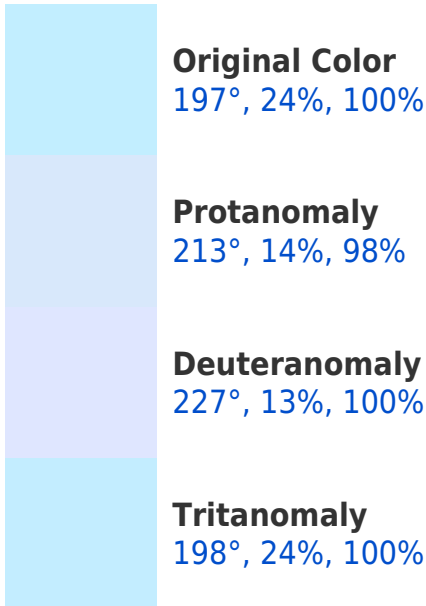 Original Color
197°, 24%, 100%
Protanomaly
213°, 14%, 98%
Deuteranomaly
227°, 13%, 100%
Tritanomaly
198°, 24%, 100%